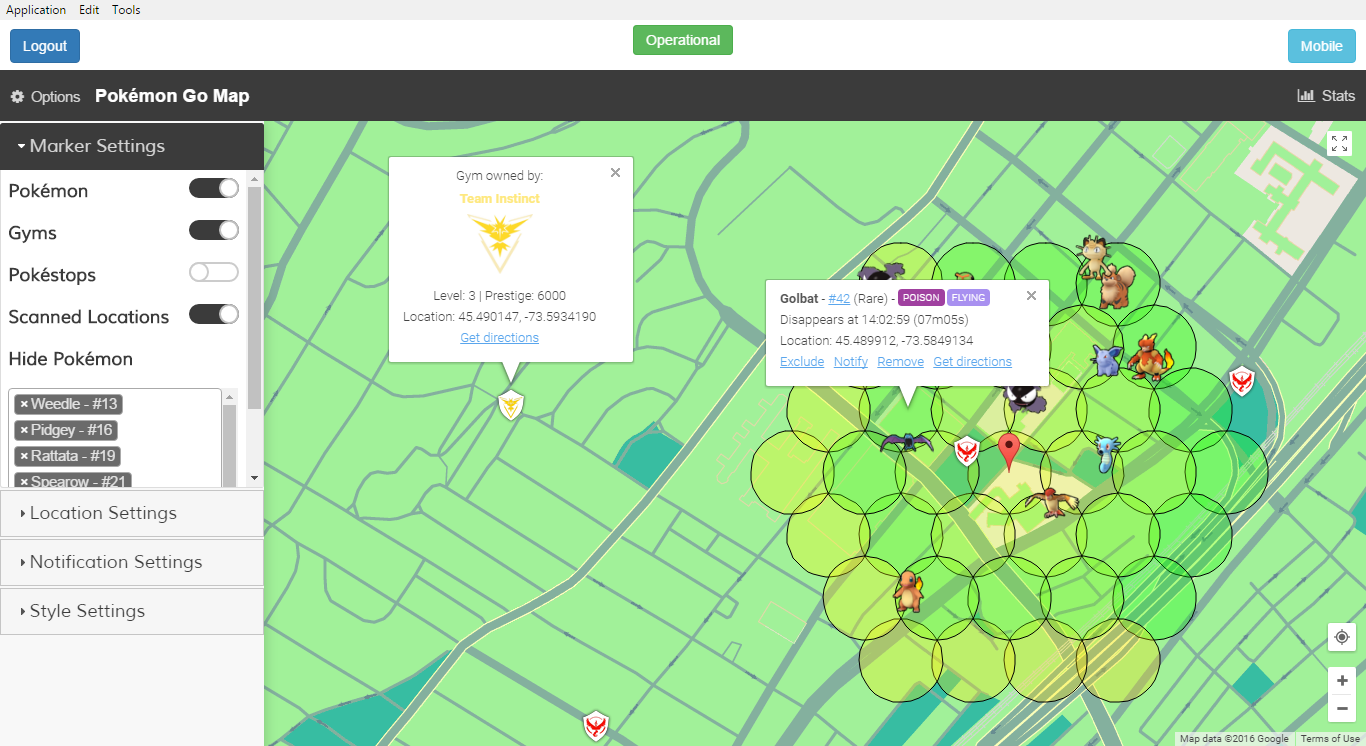 Application Edit Tools
Logout
Operational
Mobile
Options
Pokémon Go Map
Stats
Marker Settings
Pokémon
Gyms
Pokéstops
Scanned Locations
Hide Pokémon
× Weedle - #13
× Pidgey - #16
× Rattata - #19
× Spearow - #21
Location Settings
Notification Settings
Style Settings
Gym owned by:
Team Instinct
Level: 3 | Prestige: 6000
Location: 45.490147, -73.5934190
Get directions
Golbat - #42 (Rare) - POISON FLYING
Disappears at 14:02:59 (07m05s)
Location: 45.489912, -73.5849134
Exclude Notify Remove Get directions
Map data ©2016 Google
Terms of Use